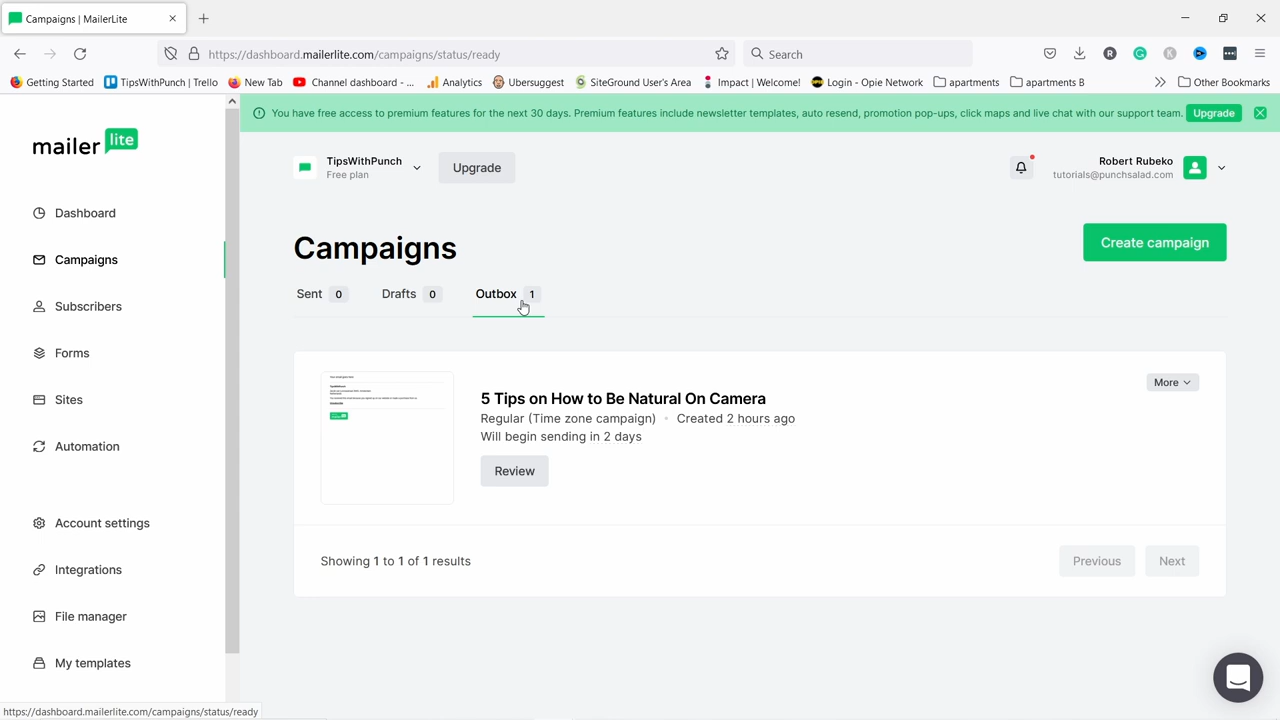 Campaigns | MailerLite
https://dashboard.mailerlite.com/campaigns/status/ready
Search
Getting Started
TipsWithPunch | Trello
New Tab
Channel dashboard - ...
Analytics
Ubersuggest
SiteGround User's Area
Impact | Welcome!
Login - Opie Network
apartments
apartments B
Other Bookmarks
You have free access to premium features for the next 30 days. Premium features include newsletter templates, auto resend, promotion pop-ups, click maps and live chat with our support team.
Upgrade
mailer lite
TipsWithPunch
Free plan
Upgrade
Robert Rubeko
tutorials@punchsalad.com
Dashboard
Campaigns
Subscribers
Forms
Sites
Automation
Account settings
Integrations
File manager
My templates
Campaigns
Create campaign
Sent 0
Drafts 0
Outbox 1
5 Tips on How to Be Natural On Camera
More
Regular (Time zone campaign) • Created 2 hours ago
Will begin sending in 2 days
Review
Showing 1 to 1 of 1 results
Previous
Next
https://dashboard.mailerlite.com/campaigns/status/ready